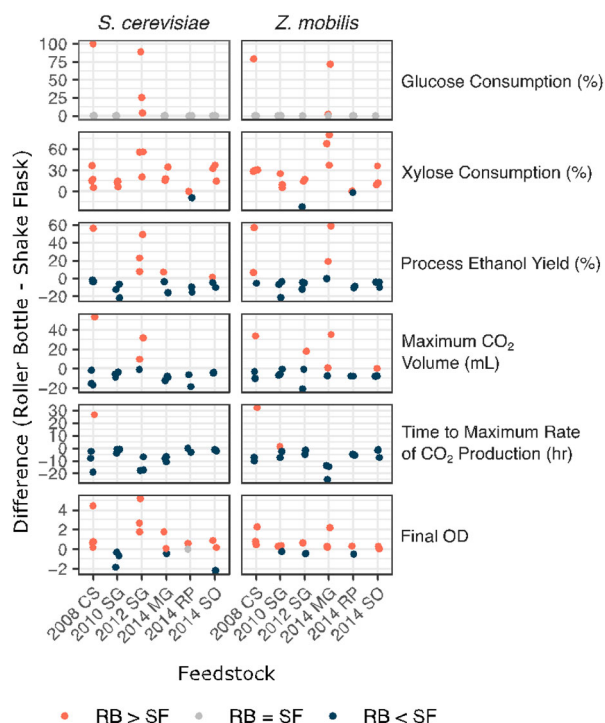 S. cerevisiae Z. mobilis
100
75
50
25
0
Glucose Consumption (%)
60
30
0
Xylose Consumption (%)
60
40
20
0
−20
Process Ethanol Yield (%)
40
20
0
−20
Maximum CO₂
Volume (mL)
30
20
10
0
−10
−20
Time to Maximum Rate
of CO₂ Production (hr)
4
2
0
−2
Final OD
Difference (Roller Bottle - Shake Flask)
2008 CS
2010 SG
2012 SG
2014 MG
2014 RP
2014 SO
2008 CS
2010 SG
2012 SG
2014 MG
2014 RP
2014 SO
Feedstock
RB > SF RB = SF RB < SF